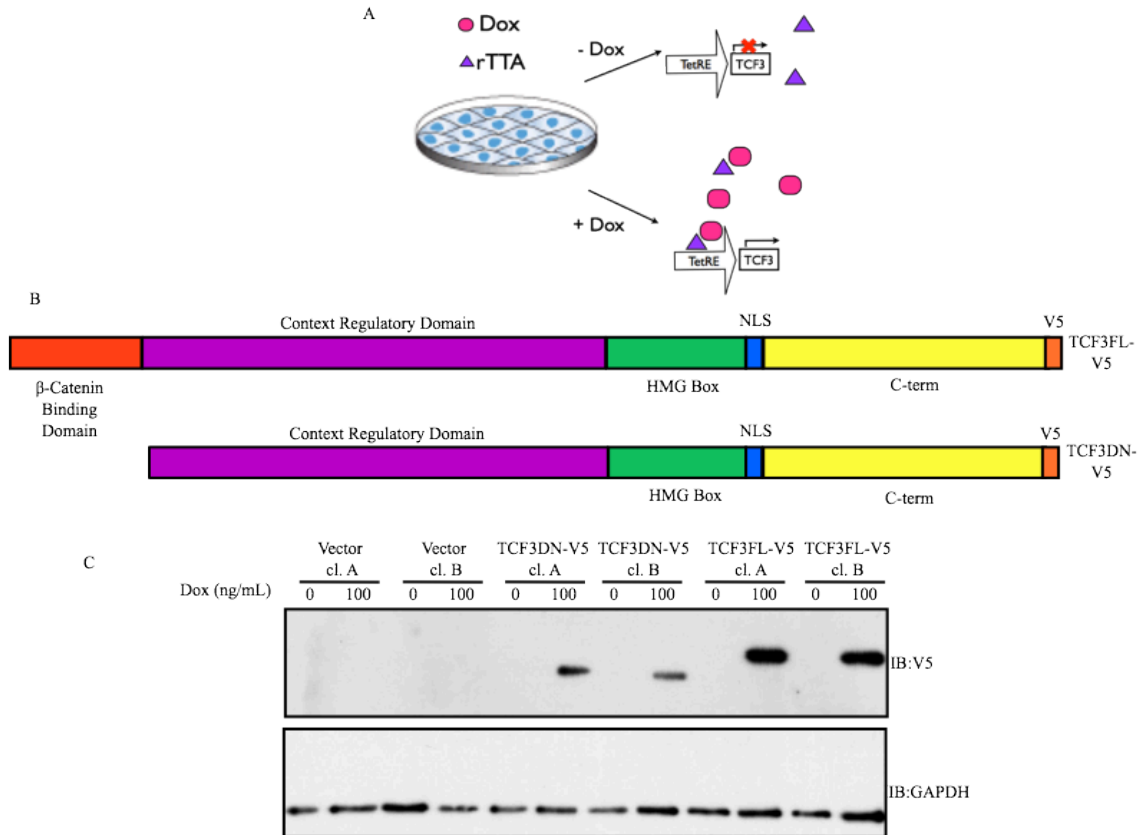 A
Dox
rTTA
- Dox
TetRE
TCF3
+ Dox
TetRE
TCF3
B
Context Regulatory Domain
NLS
V5
TCF3FL-
V5
β-Catenin
Binding
Domain
HMG Box
C-term
Context Regulatory Domain
NLS
V5
TCF3DN-
V5
HMG Box
C-term
C
Vector Vector TCF3DN-V5 TCF3DN-V5 TCF3FL-V5 TCF3FL-V5
cl. A cl. B cl. A cl. B cl. A cl. B
Dox (ng/mL) 0 100 0 100 0 100 0 100 0 100 0 100
IB:V5
IB:GAPDH